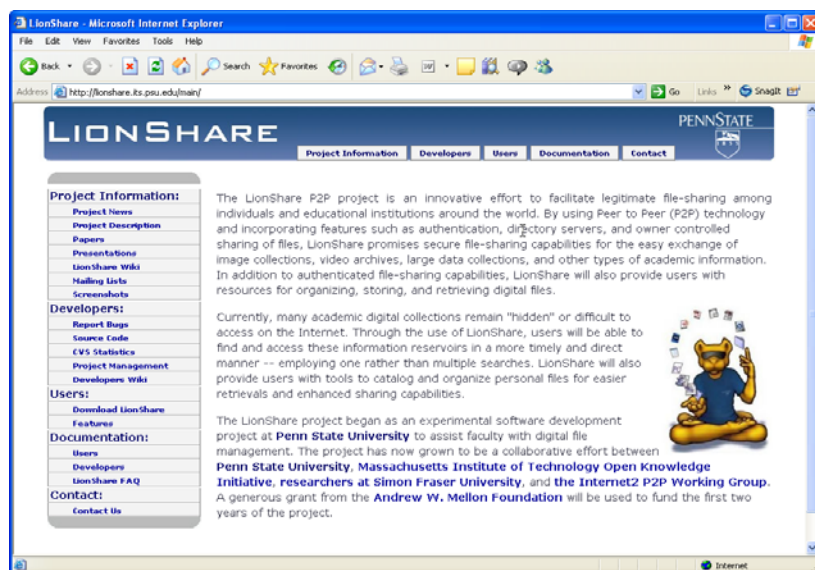 LionShare - Microsoft Internet Explorer
File Edit View Favorites Tools Help
Back Search Favorites
Address http://lionshare.its.psu.edu/main/ Go Links » SnagIt
LIONSHARE
PENNSTATE
1855
Project Information Developers Users Documentation Contact
Project Information:
Project News
Project Description
Papers
Presentations
LionShare Wiki
Mailing Lists
Screenshots
Developers:
Report Bugs
Source Code
CVS Statistics
Project Management
Developers Wiki
Users:
Download LionShare
Features
Documentation:
Users
Developers
LionShare FAQ
Contact:
Contact Us
The LionShare P2P project is an innovative effort to facilitate legitimate file-sharing among
individuals and educational institutions around the world. By using Peer to Peer (P2P) technology
and incorporating features such as authentication, directory servers, and owner controlled
sharing of files, LionShare promises secure file-sharing capabilities for the easy exchange of
image collections, video archives, large data collections, and other types of academic information.
In addition to authenticated file-sharing capabilities, LionShare will also provide users with
resources for organizing, storing, and retrieving digital files.
Currently, many academic digital collections remain "hidden" or difficult to
access on the Internet. Through the use of LionShare, users will be able to
find and access these information reservoirs in a more timely and direct
manner -- employing one rather than multiple searches. LionShare will also
provide users with tools to catalog and organize personal files for easier
retrievals and enhanced sharing capabilities.
The LionShare project began as an experimental software development
project at Penn State University to assist faculty with digital file
management. The project has now grown to be a collaborative effort between
Penn State University, Massachusetts Institute of Technology Open Knowledge
Initiative, researchers at Simon Fraser University, and the Internet2 P2P Working Group.
A generous grant from the Andrew W. Mellon Foundation will be used to fund the first two
years of the project.
Internet